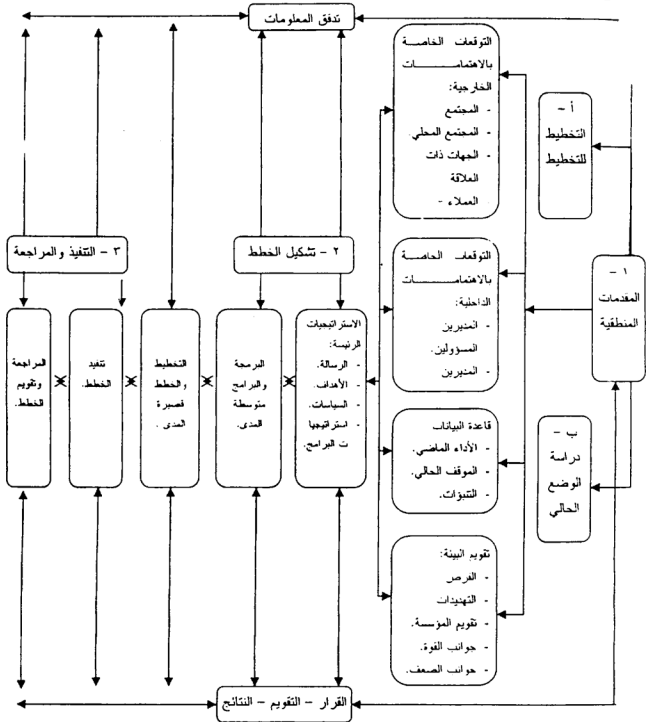 تدفق المعلومات
التوقعات الخاصة
بالاهتمامـــــات
الخارجية:
- المجتمع
- المجتمع المحلي.
- الجهات ذات
العلاقة
العملاء -
أ –
التخطيط
للتخطيط
١ –
المقدمات
المنطقية
ب –
دراسة
الوضع
الحالي
التوقعات الخاصـة
بالاهتمامـــــات
الداخلية:
- المديرين
المسؤولين.
- المديرين
قاعدة البيانات
- الأداء الماضي.
- الموقف الحالي.
- التنبؤات.
تقويم البيئة:
- الفرص
- التهديدات
- تقويم المؤسسة.
- جوانب القوة.
- جوانب الضعف.
٢ – تشكيل الخطط
٣ – التنفيذ والمراجعة
الاستراتيجيات
الرئيسة:
- الرسالة.
- الأهداف.
- السياسات.
- استراتيجيا
ت البرامج.
البرمجة
والبرامج
متوسطة
المدى.
التخطيط
والخطط
قصيرة
المدى .
تنفيذ
الخطط.
المراجعة
وتقويم
الخطط.
القرار – التقويم – النتائج